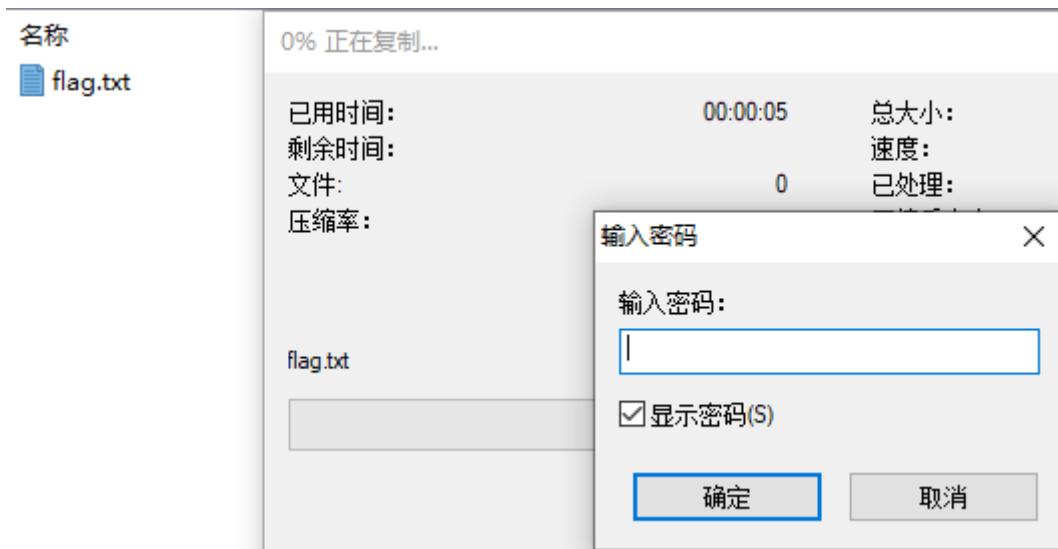 名称
flag.txt
0% 正在复制...
已用时间：
00:00:05
总大小：
剩余时间：
速度：
文件:
0
已处理：
压缩率：
flag.txt
输入密码
输入密码：
显示密码(S)
确定
取消